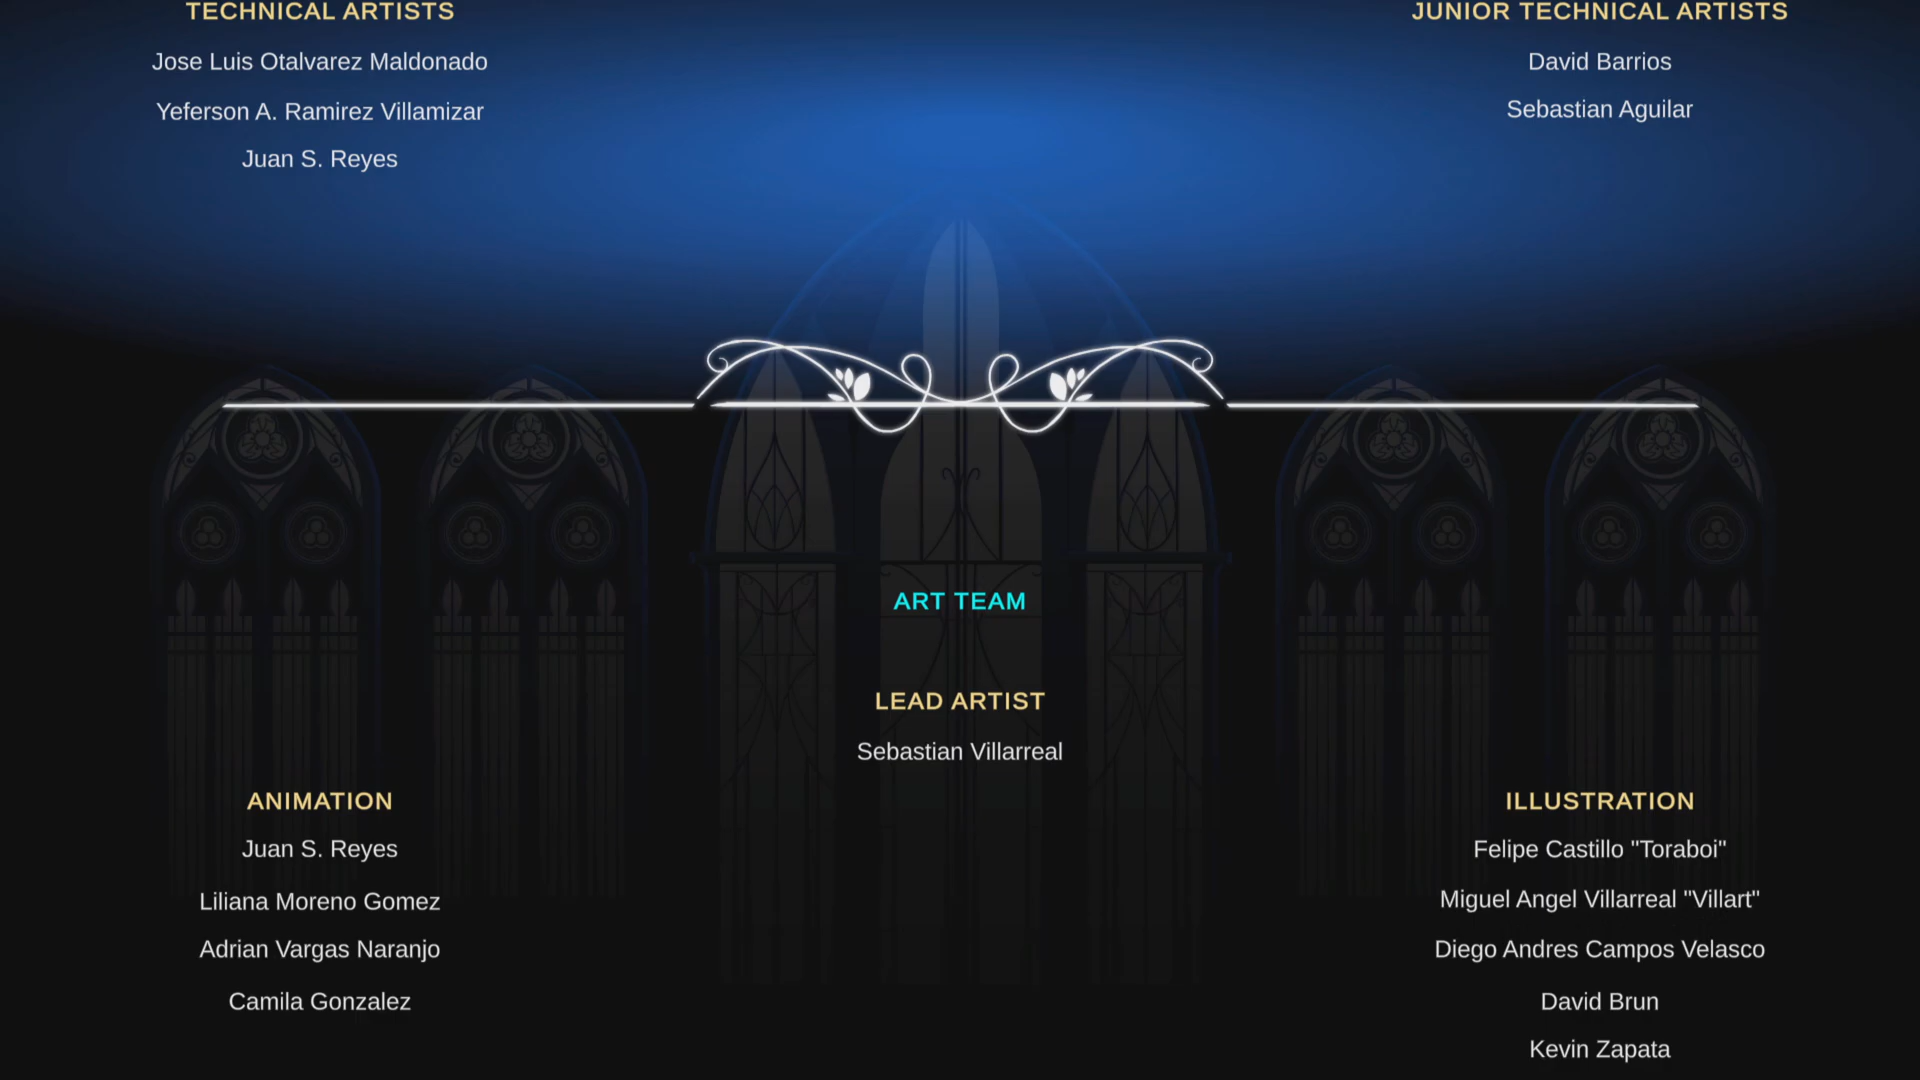 TECHNICAL ARTISTS
Jose Luis Otalvarez Maldonado
Yeferson A. Ramirez Villamizar
Juan S. Reyes
JUNIOR TECHNICAL ARTISTS
David Barrios
Sebastian Aguilar
ART TEAM
LEAD ARTIST
Sebastian Villarreal
ANIMATION
Juan S. Reyes
Liliana Moreno Gomez
Adrian Vargas Naranjo
Camila Gonzalez
ILLUSTRATION
Felipe Castillo "Toraboi"
Miguel Angel Villarreal "Villart"
Diego Andres Campos Velasco
David Brun
Kevin Zapata